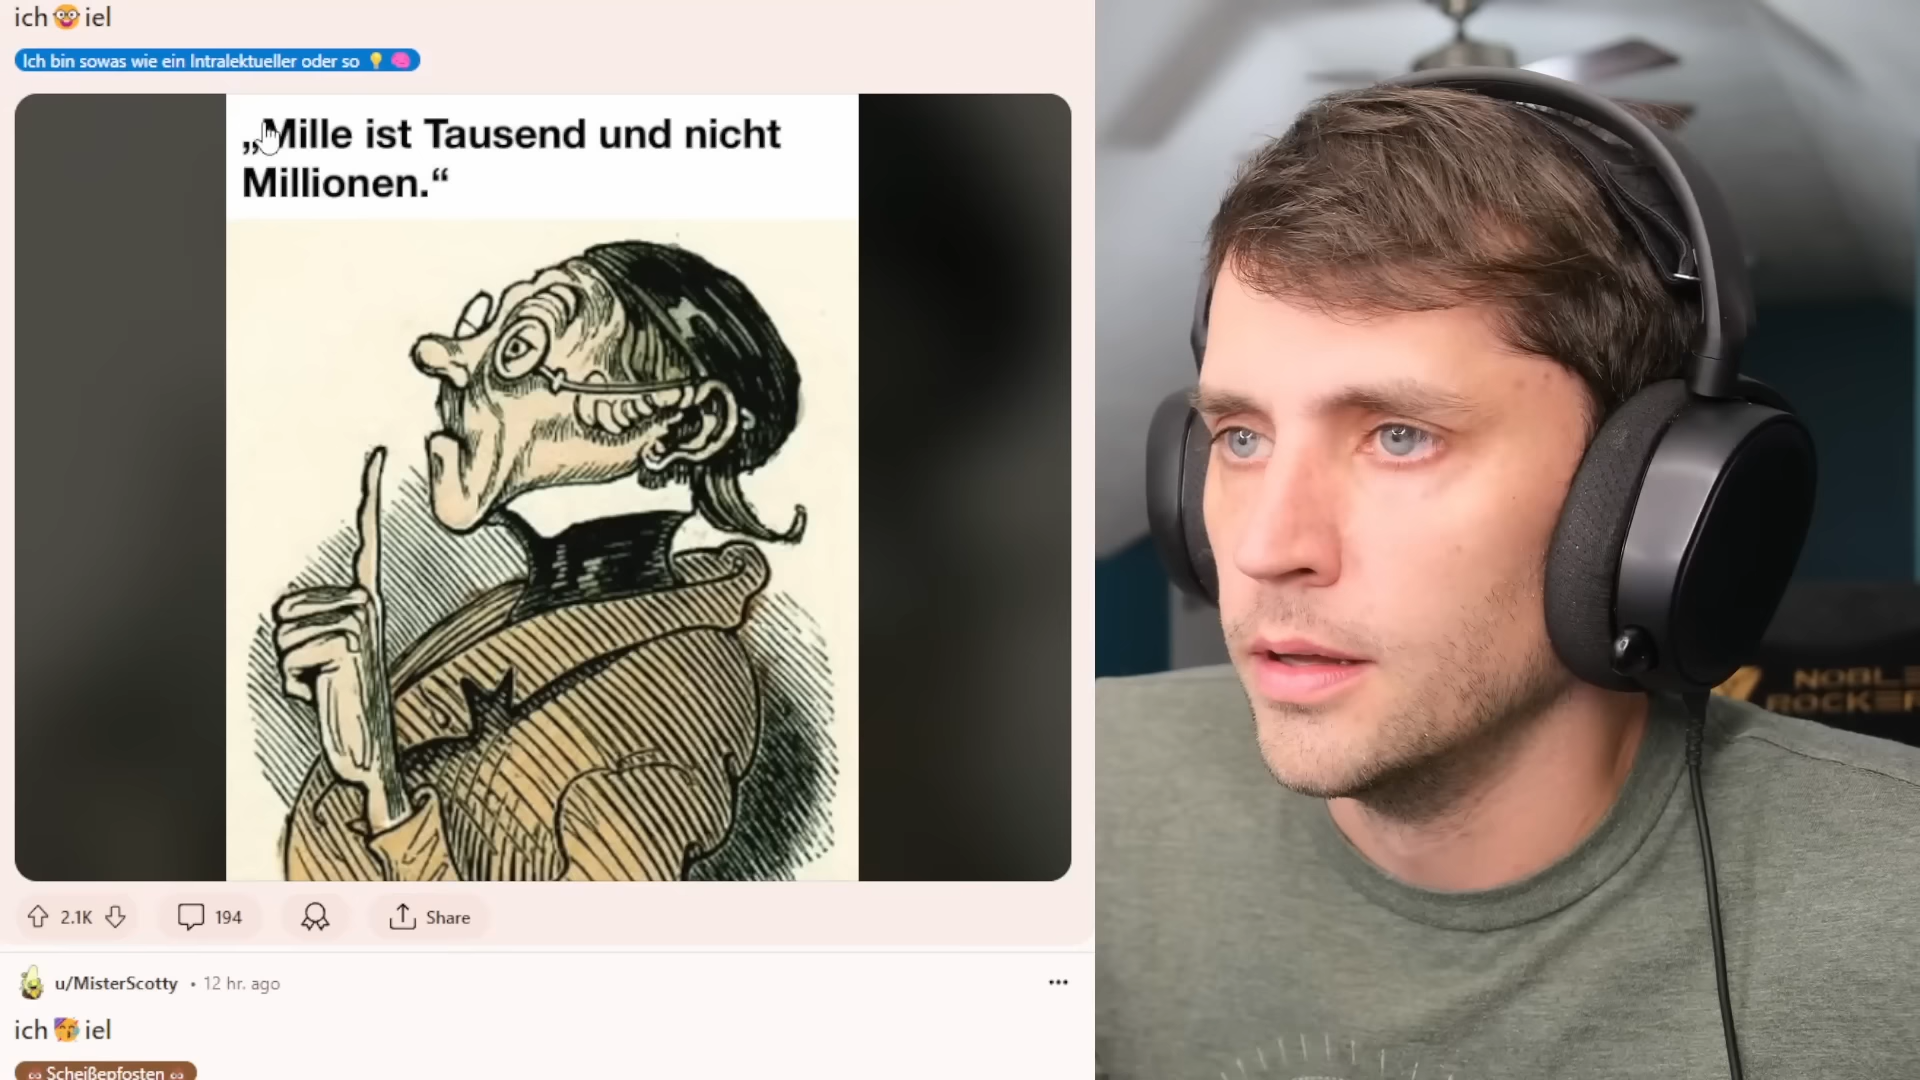 ich🤓iel
Ich bin sowas wie ein Intralektueller oder so 💡🧠
„Mille ist Tausend und nicht
Millionen.“
2.1K
194
Share
u/MisterScotty • 12 hr. ago
ich🥳iel
Scheißepfosten
NOBLE